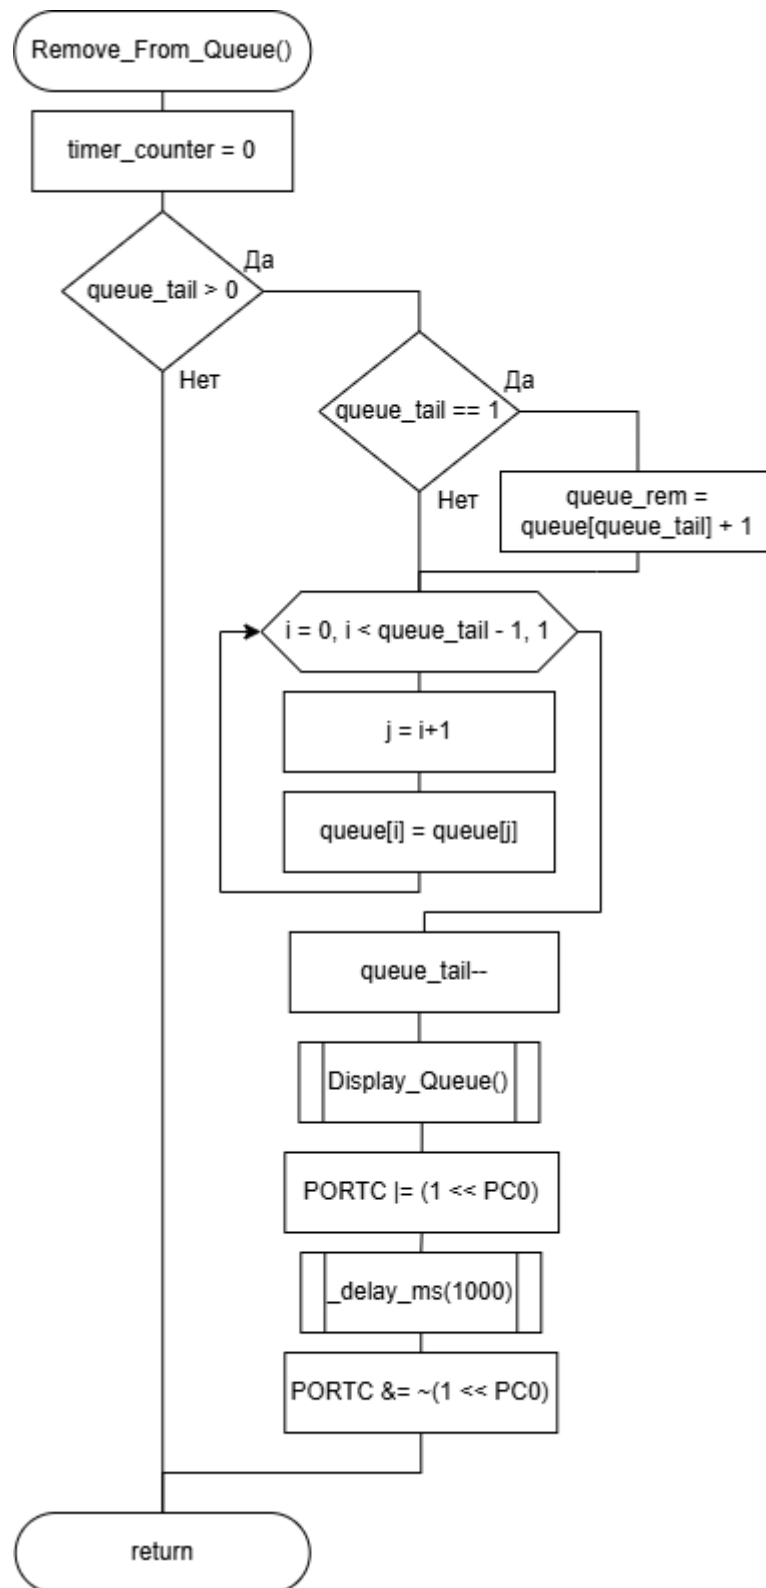 Remove_From_Queue()
timer_counter = 0
queue_tail > 0
Да
Нет
queue_tail == 1
Да
Нет
queue_rem =
queue[queue_tail] + 1
i = 0, i < queue_tail - 1, 1
j = i+1
queue[i] = queue[j]
queue_tail--
Display_Queue()
PORTC |= (1 << PC0)
_delay_ms(1000)
PORTC &= ~(1 << PC0)
return